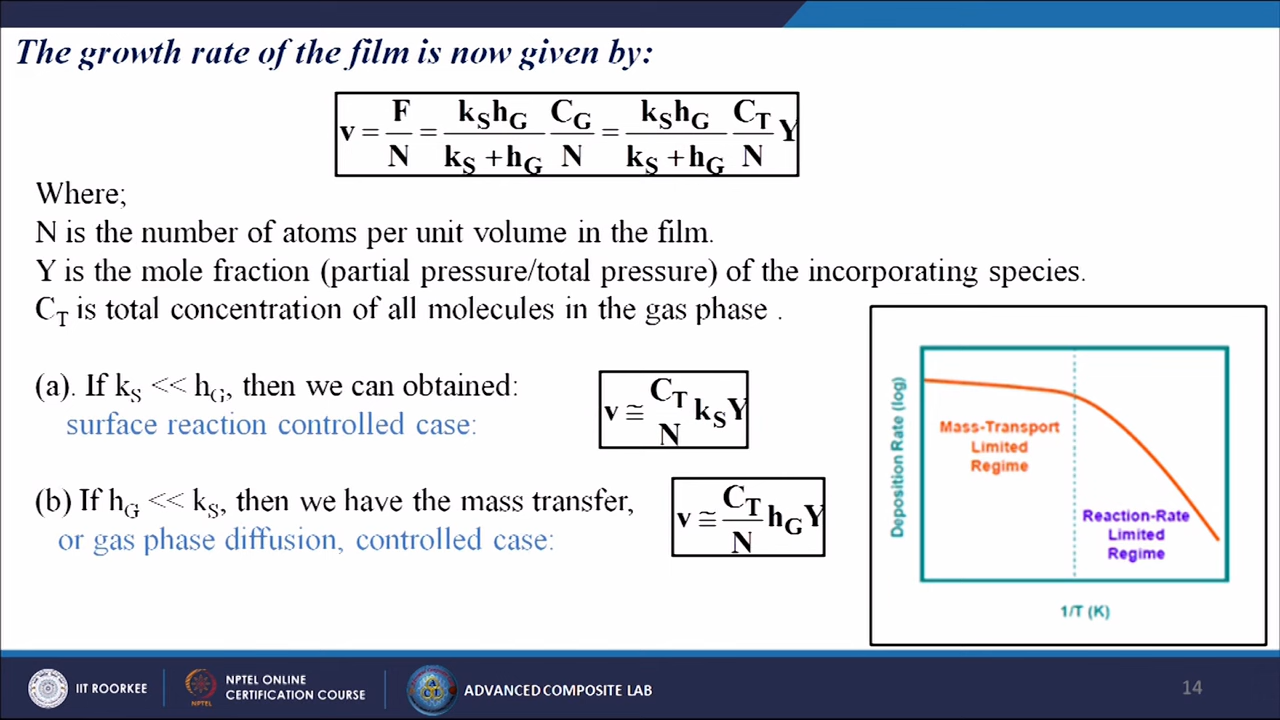 The growth rate of the film is now given by:
v = F/N = kShG/(kS + hG) CG/N = kShG/(kS + hG) CT/N Y
Where;
N is the number of atoms per unit volume in the film.
Y is the mole fraction (partial pressure/total pressure) of the incorporating species.
CT is total concentration of all molecules in the gas phase .
(a). If kS << hG, then we can obtained:
surface reaction controlled case:
v ≅ CT/N kSY
(b) If hG << kS, then we have the mass transfer,
or gas phase diffusion, controlled case:
v ≅ CT/N hGY
Deposition Rate (log)
Mass-Transport
Limited
Regime
Reaction-Rate
Limited
Regime
1/T (K)
IIT ROORKEE
NPTEL
NPTEL ONLINE
CERTIFICATION COURSE
ADVANCED COMPOSITE LAB
14